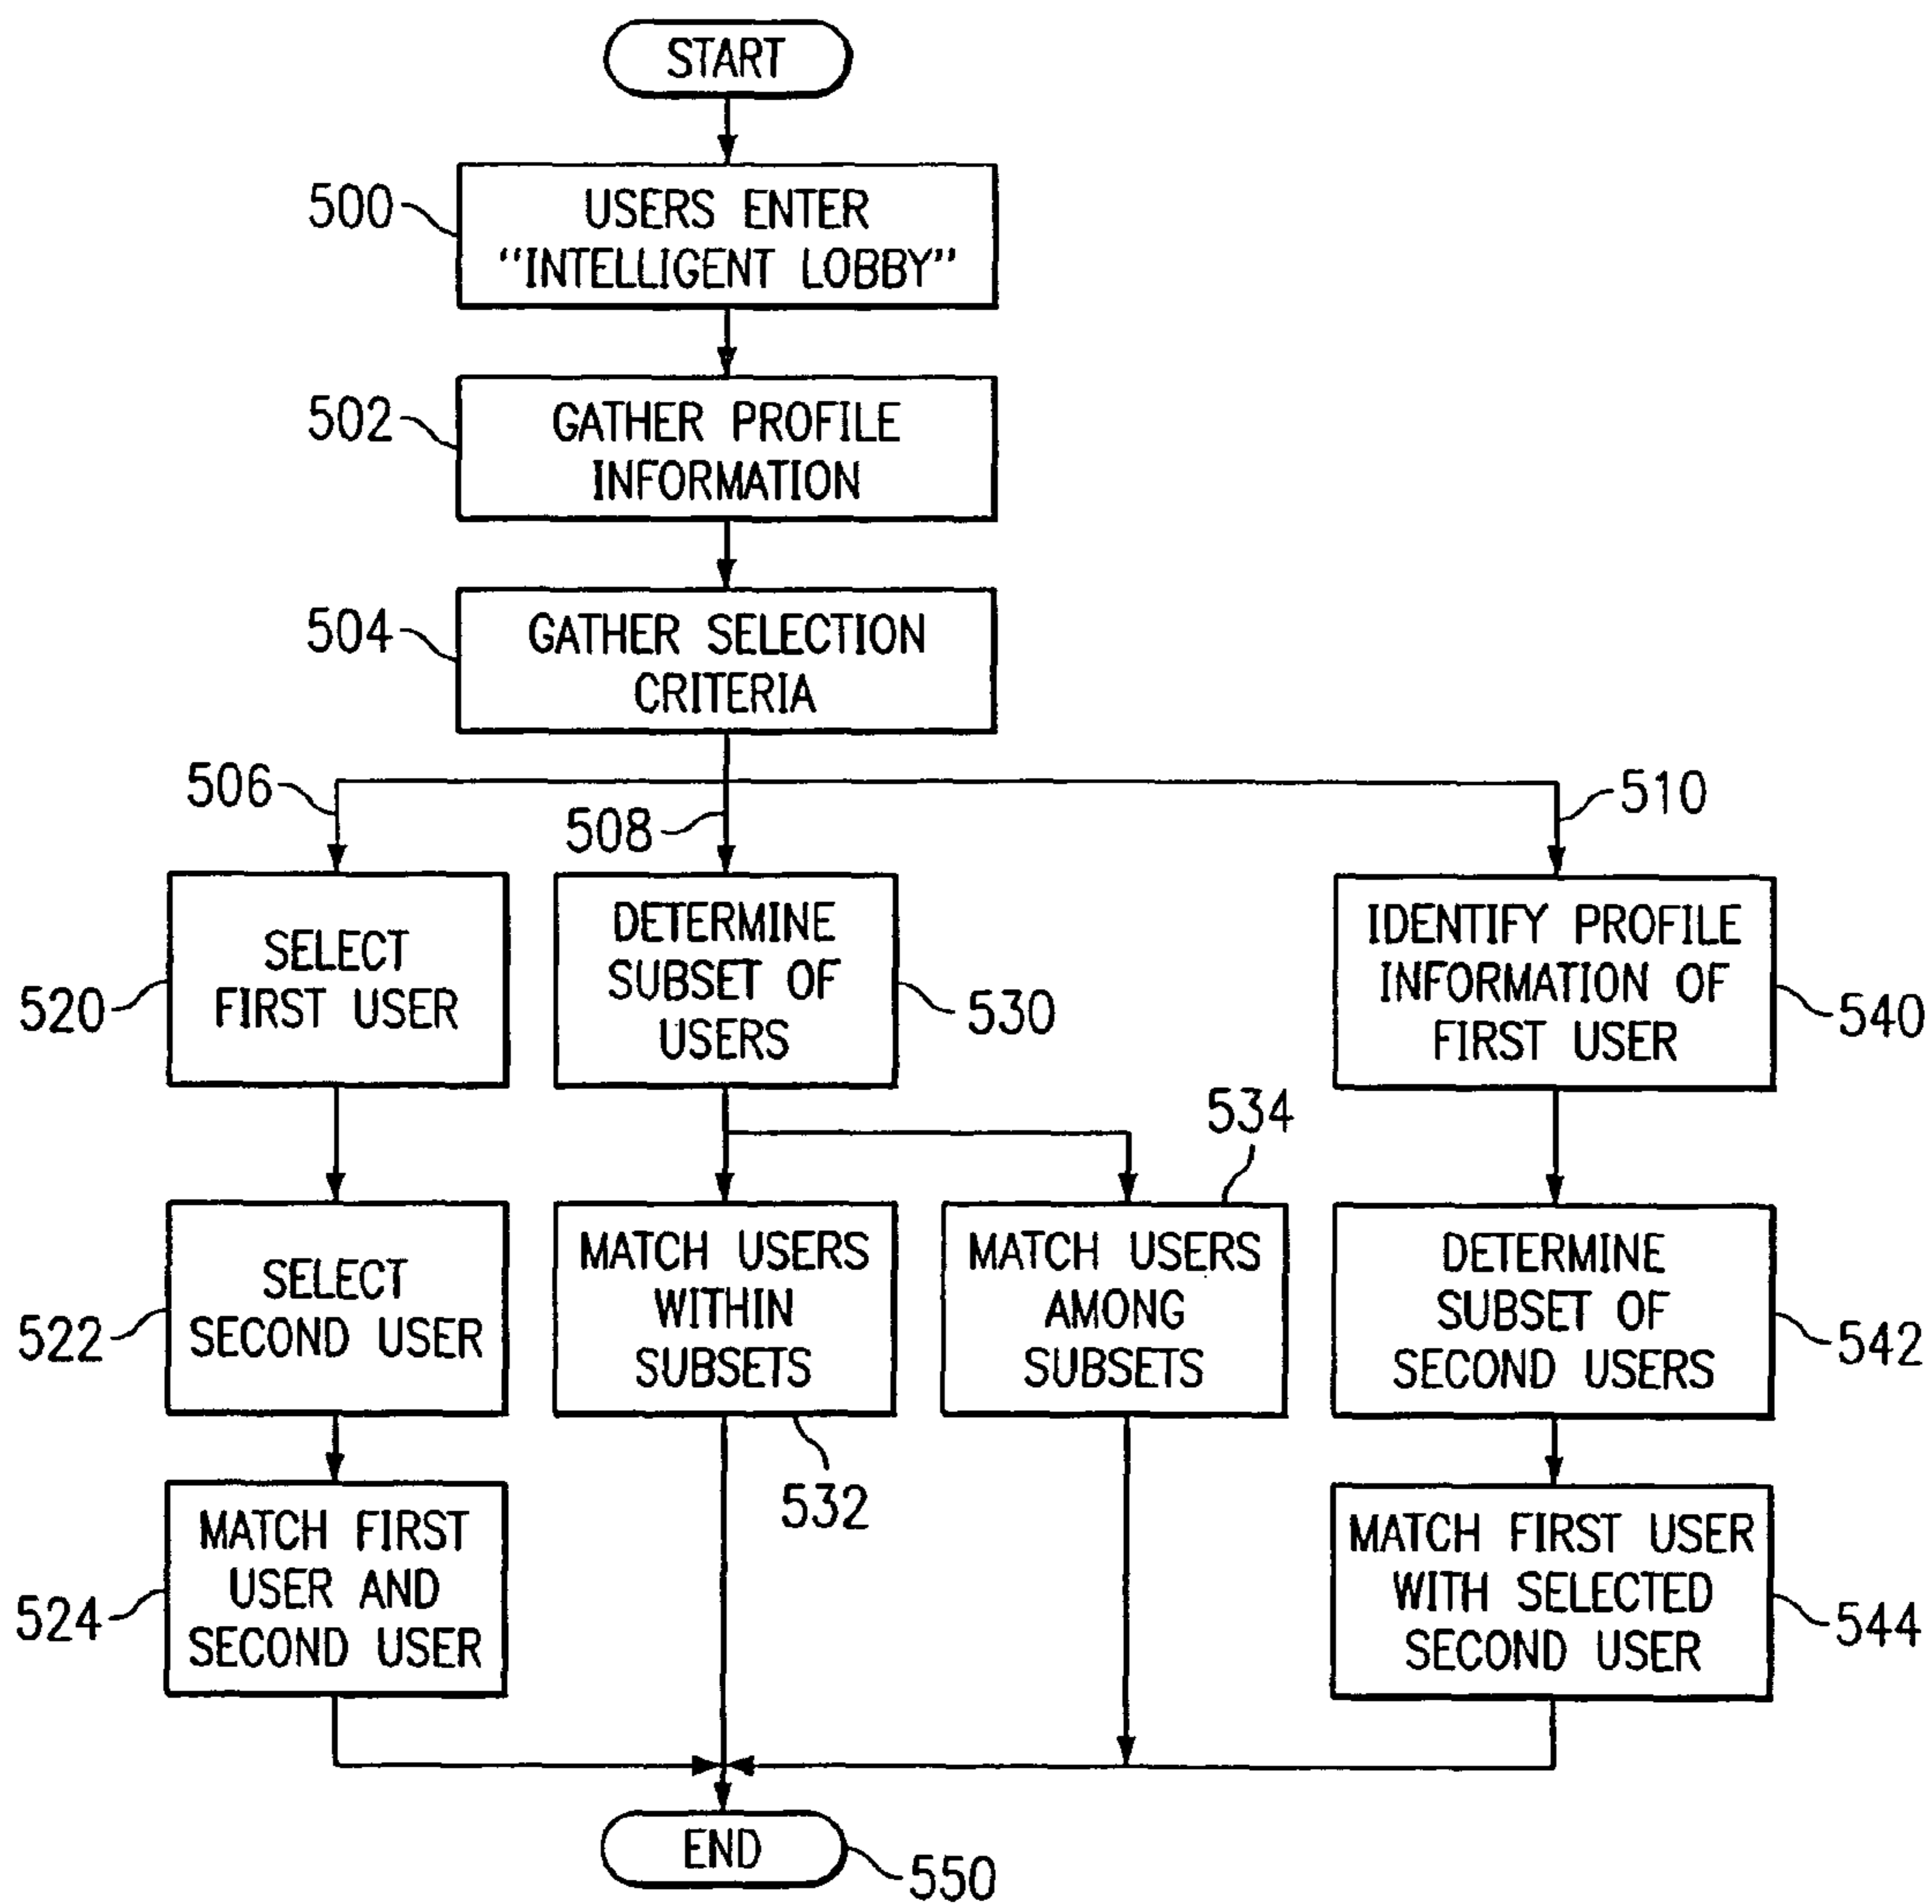 START
500
USERS ENTER
"INTELLIGENT LOBBY"
502
GATHER PROFILE
INFORMATION
504
GATHER SELECTION
CRITERIA
506
508
510
SELECT
FIRST USER
520
DETERMINE
SUBSET OF
USERS
530
IDENTIFY PROFILE
INFORMATION OF
FIRST USER
540
534
SELECT
SECOND USER
522
MATCH USERS
WITHIN
SUBSETS
532
MATCH USERS
AMONG
SUBSETS
DETERMINE
SUBSET OF
SECOND USERS
542
MATCH FIRST
USER AND
SECOND USER
524
MATCH FIRST USER
WITH SELECTED
SECOND USER
544
END
550